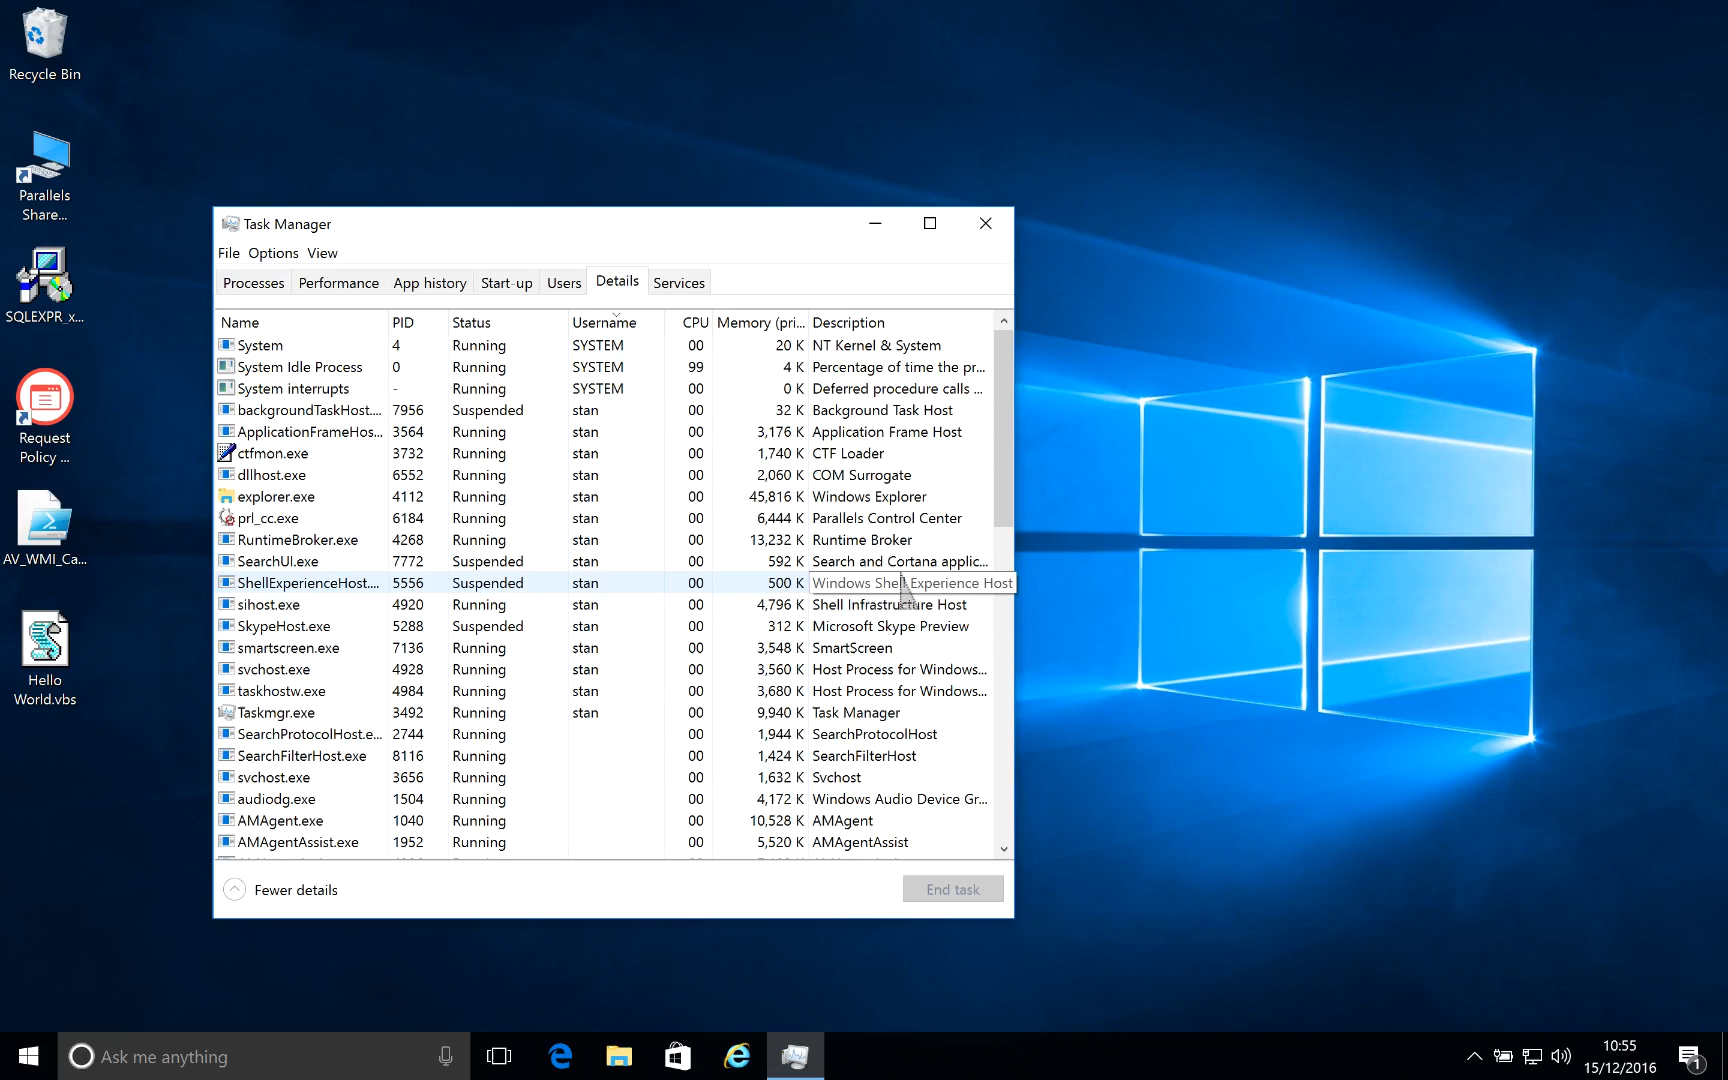 Recycle Bin
Parallels
Share...
SQLEXPR_x...
Request
Policy ...
AV_WMI_Ca...
Hello
World.vbs
Task Manager
File Options View
Processes Performance App history Start-up Users Details Services
Name PID Status Username CPU Memory (pri... Description
System 4 Running SYSTEM 00 20 K NT Kernel & System
System Idle Process 0 Running SYSTEM 99 4 K Percentage of time the pr...
System interrupts - Running SYSTEM 00 0 K Deferred procedure calls ...
backgroundTaskHost.... 7956 Suspended stan 00 32 K Background Task Host
ApplicationFrameHos... 3564 Running stan 00 3,176 K Application Frame Host
ctfmon.exe 3732 Running stan 00 1,740 K CTF Loader
dllhost.exe 6552 Running stan 00 2,060 K COM Surrogate
explorer.exe 4112 Running stan 00 45,816 K Windows Explorer
prl_cc.exe 6184 Running stan 00 6,444 K Parallels Control Center
RuntimeBroker.exe 4268 Running stan 00 13,232 K Runtime Broker
SearchUI.exe 7772 Suspended stan 00 592 K Search and Cortana applic...
ShellExperienceHost.... 5556 Suspended stan 00 500 K Windows Shell Experience Host
sihost.exe 4920 Running stan 00 4,796 K Shell Infrastructure Host
SkypeHost.exe 5288 Suspended stan 00 312 K Microsoft Skype Preview
smartscreen.exe 7136 Running stan 00 3,548 K SmartScreen
svchost.exe 4928 Running stan 00 3,560 K Host Process for Windows...
taskhostw.exe 4984 Running stan 00 3,680 K Host Process for Windows...
Taskmgr.exe 3492 Running stan 00 9,940 K Task Manager
SearchProtocolHost.e... 2744 Running 00 1,944 K SearchProtocolHost
SearchFilterHost.exe 8116 Running 00 1,424 K SearchFilterHost
svchost.exe 3656 Running 00 1,632 K Svchost
audiodg.exe 1504 Running 00 4,172 K Windows Audio Device Gr...
AMAgent.exe 1040 Running 00 10,528 K AMAgent
AMAgentAssist.exe 1952 Running 00 5,520 K AMAgentAssist
Fewer details End task
Ask me anything
10:55
15/12/2016
1